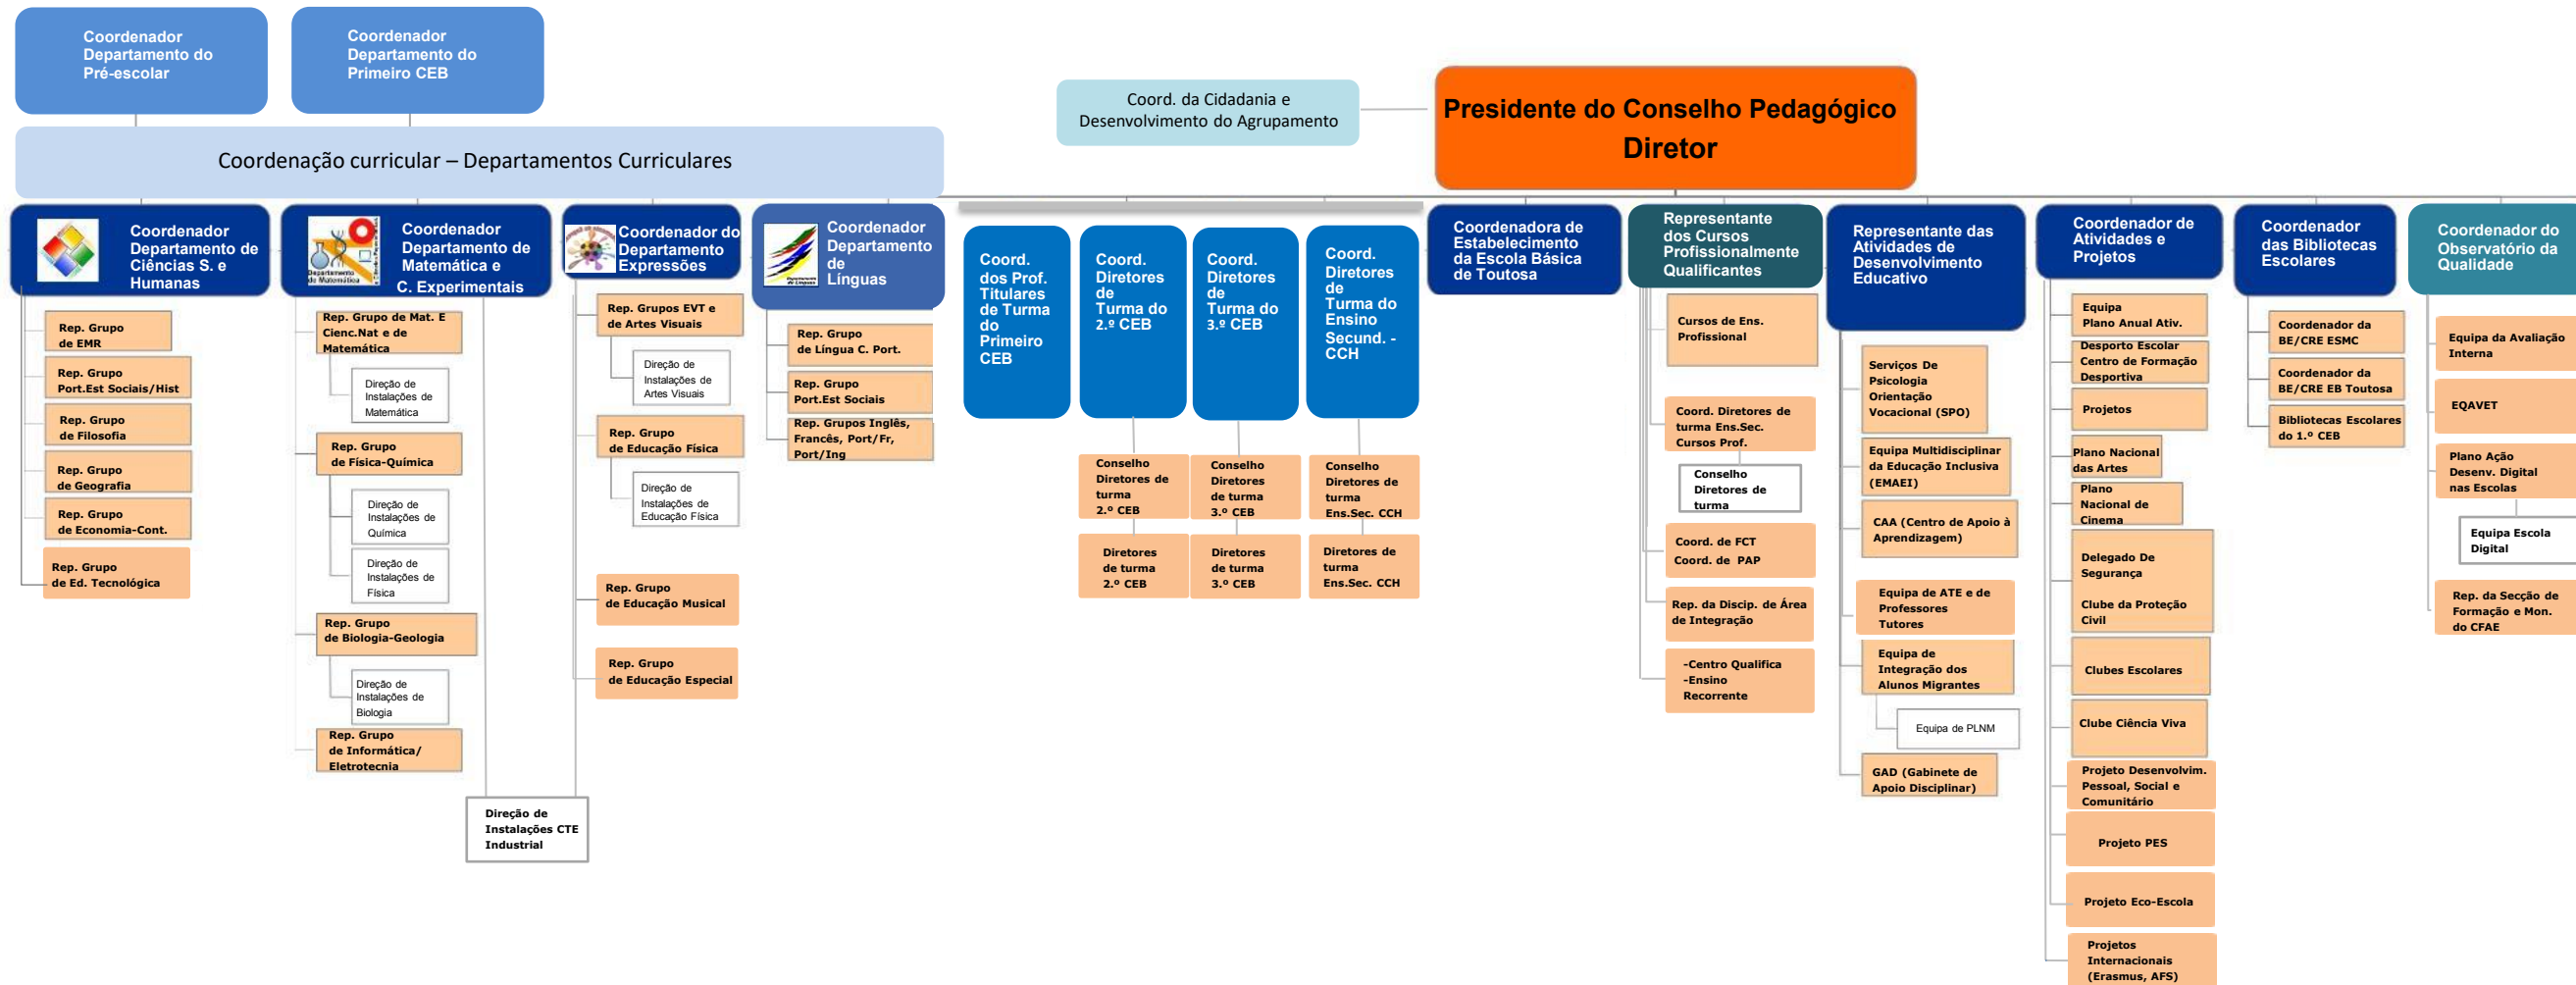 Coordenador
Departamento do
Pré-escolar
Coordenador
Departamento do
Primeiro CEB
Coord. da Cidadania e
Desenvolvimento do Agrupamento
Presidente do Conselho Pedagógico
Diretor
Coordenação curricular – Departamentos Curriculares
Coordenador
Departamento de
Ciências S. e
Humanas
Rep. Grupo
de EMR
Rep. Grupo
Port.Est Sociais/Hist
Rep. Grupo
de Filosofia
Rep. Grupo
de Geografia
Rep. Grupo
de Economia-Cont.
Rep. Grupo
de Ed. Tecnológica
Departamento
de Matemática
Coordenador
Departamento de
Matemática e
C. Experimentais
Rep. Grupo de Mat. E
Cienc.Nat e de
Matemática
Direção de
Instalações de
Matemática
Rep. Grupo
de Física-Química
Direção de
Instalações de
Química
Direção de
Instalações de
Física
Rep. Grupo
de Biologia-Geologia
Direção de
Instalações de
Biologia
Rep. Grupo
de Informática/
Eletrotecnia
Direção de
Instalações CTE
Industrial
Coordenador do
Departamento
Expressões
Rep. Grupos EVT e
de Artes Visuais
Direção de
Instalações de
Artes Visuais
Rep. Grupo
de Educação Física
Direção de
Instalações de
Educação Física
Rep. Grupo
de Educação Musical
Rep. Grupo
de Educação Especial
Departamento
de Línguas
Coordenador
Departamento
de
Línguas
Rep. Grupo
de Língua C. Port.
Rep. Grupo
Port.Est Sociais
Rep. Grupos Inglês,
Francês, Port/Fr,
Port/Ing
Coord.
dos Prof.
Titulares
de Turma
do
Primeiro
CEB
Coord.
Diretores
de
Turma do
2.º CEB
Conselho
Diretores de
turma
2.º CEB
Diretores
de turma
2.º CEB
Coord.
Diretores
de
Turma do
3.º CEB
Conselho
Diretores
de turma
3.º CEB
Diretores
de turma
3.º CEB
Coord.
Diretores
de
Turma do
Ensino
Secund. -
CCH
Conselho
Diretores de
turma
Ens.Sec. CCH
Diretores de
turma
Ens.Sec. CCH
Coordenadora de
Estabelecimento
da Escola Básica
de Toutosa
Representante
dos Cursos
Profissionalmente
Qualificantes
Cursos de Ens.
Profissional
Coord. Diretores de
turma Ens.Sec.
Cursos Prof.
Conselho
Diretores de
turma
Coord. de FCT
Coord. de PAP
Rep. da Discip. de Área
de Integração
-Centro Qualifica
-Ensino
Recorrente
Representante das
Atividades de
Desenvolvimento
Educativo
Serviços De
Psicologia
Orientação
Vocacional (SPO)
Equipa Multidisciplinar
da Educação Inclusiva
(EMAEI)
CAA (Centro de Apoio à
Aprendizagem)
Equipa de ATE e de
Professores
Tutores
Equipa de
Integração dos
Alunos Migrantes
Equipa de PLNM
GAD (Gabinete de
Apoio Disciplinar)
Coordenador de
Atividades e
Projetos
Equipa
Plano Anual Ativ.
Desporto Escolar
Centro de Formação
Desportiva
Projetos
Plano Nacional
das Artes
Plano
Nacional de
Cinema
Delegado De
Segurança
Clube da Proteção
Civil
Clubes Escolares
Clube Ciência Viva
Projeto Desenvolvim.
Pessoal, Social e
Comunitário
Projeto PES
Projeto Eco-Escola
Projetos
Internacionais
(Erasmus, AFS)
Coordenador
das Bibliotecas
Escolares
Coordenador da
BE/CRE ESMC
Coordenador da
BE/CRE EB Toutosa
Bibliotecas Escolares
do 1.º CEB
Coordenador do
Observatório da
Qualidade
Equipa da Avaliação
Interna
EQAVET
Plano Ação
Desenv. Digital
nas Escolas
Equipa Escola
Digital
Rep. da Secção de
Formação e Mon.
do CFAE